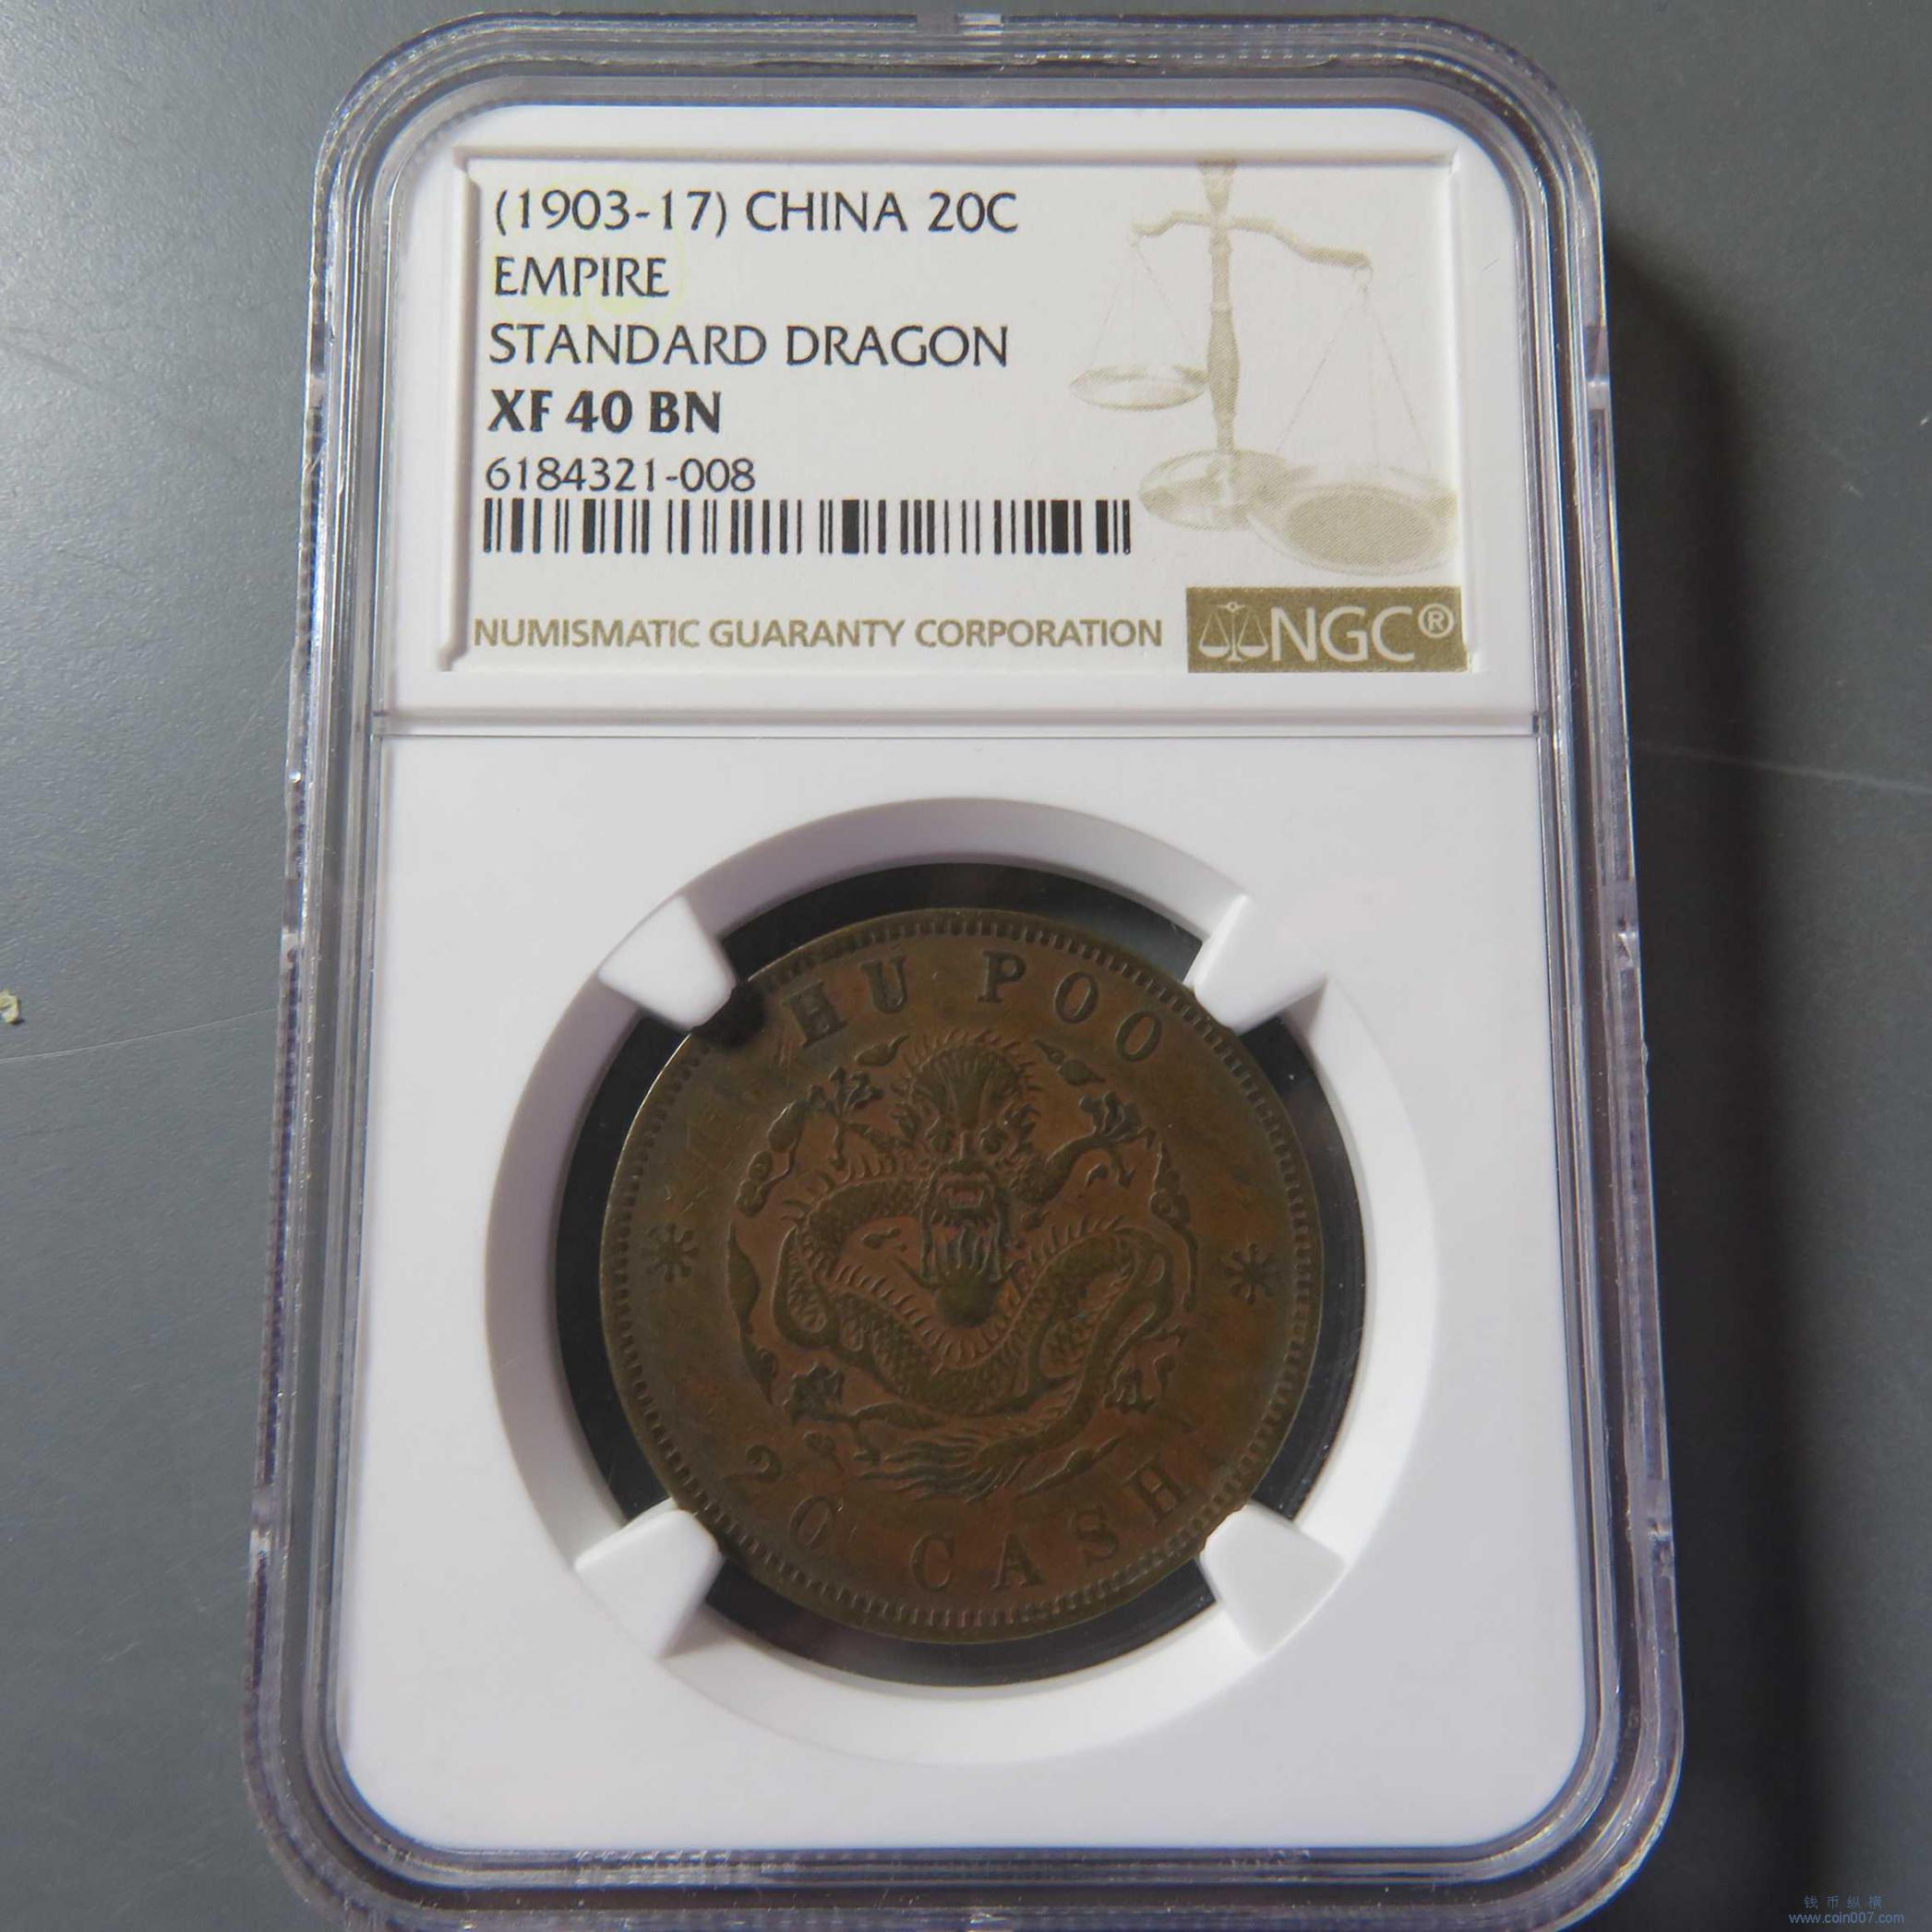 (1903-17) CHINA 20C
EMPIRE
STANDARD DRAGON
XF 40 BN
6184321-008
NUMISMATIC GUARANTY CORPORATION
NGC®
HU POO
20 CASH
钱币纵横
www.coin007.com